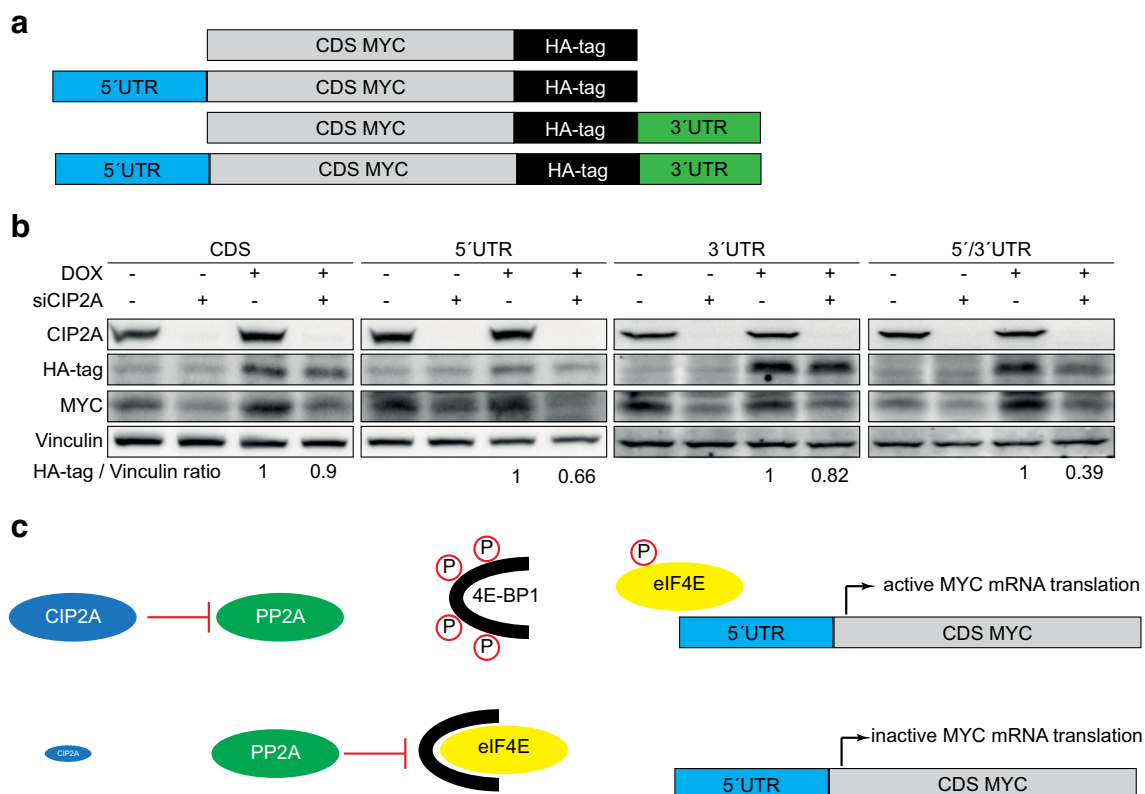 a
CDS MYC HA-tag
5´UTR CDS MYC HA-tag
CDS MYC HA-tag 3´UTR
5´UTR CDS MYC HA-tag 3´UTR
b
CDS 5´UTR 3´UTR 5´/3´UTR
DOX - - + + - - + + - - + + - - + +
siCIP2A - + - + - + - + - + - + - + - +
CIP2A
HA-tag
MYC
Vinculin
HA-tag / Vinculin ratio 1 0.9 1 0.66 1 0.82 1 0.39
c
CIP2A PP2A P P 4E-BP1 P P P eIF4E active MYC mRNA translation
5´UTR CDS MYC
CIP2A PP2A eIF4E inactive MYC mRNA translation
5´UTR CDS MYC